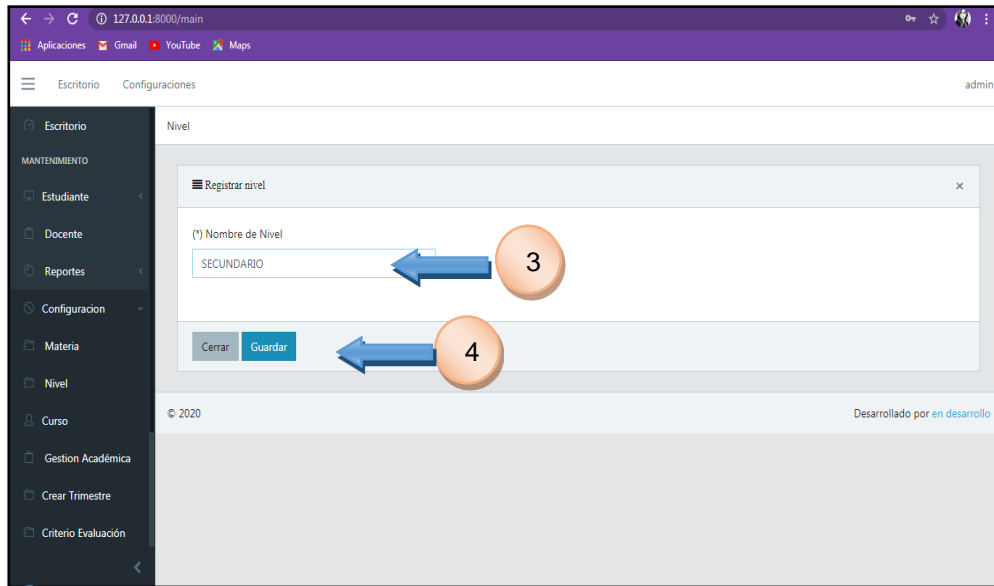 127.0.0.1:8000/main
Aplicaciones Gmail YouTube Maps
Escritorio Configuraciones admin
Escritorio
Nivel
MANTENIMIENTO
Registrar nivel
Estudiante
(*) Nombre de Nivel
Docente
SECUNDARIO
3
Reportes
Configuracion
Cerrar Guardar
4
Materia
Nivel
© 2020 Desarrollado por en desarrollo
Curso
Gestion Académica
Crear Trimestre
Criterio Evaluación